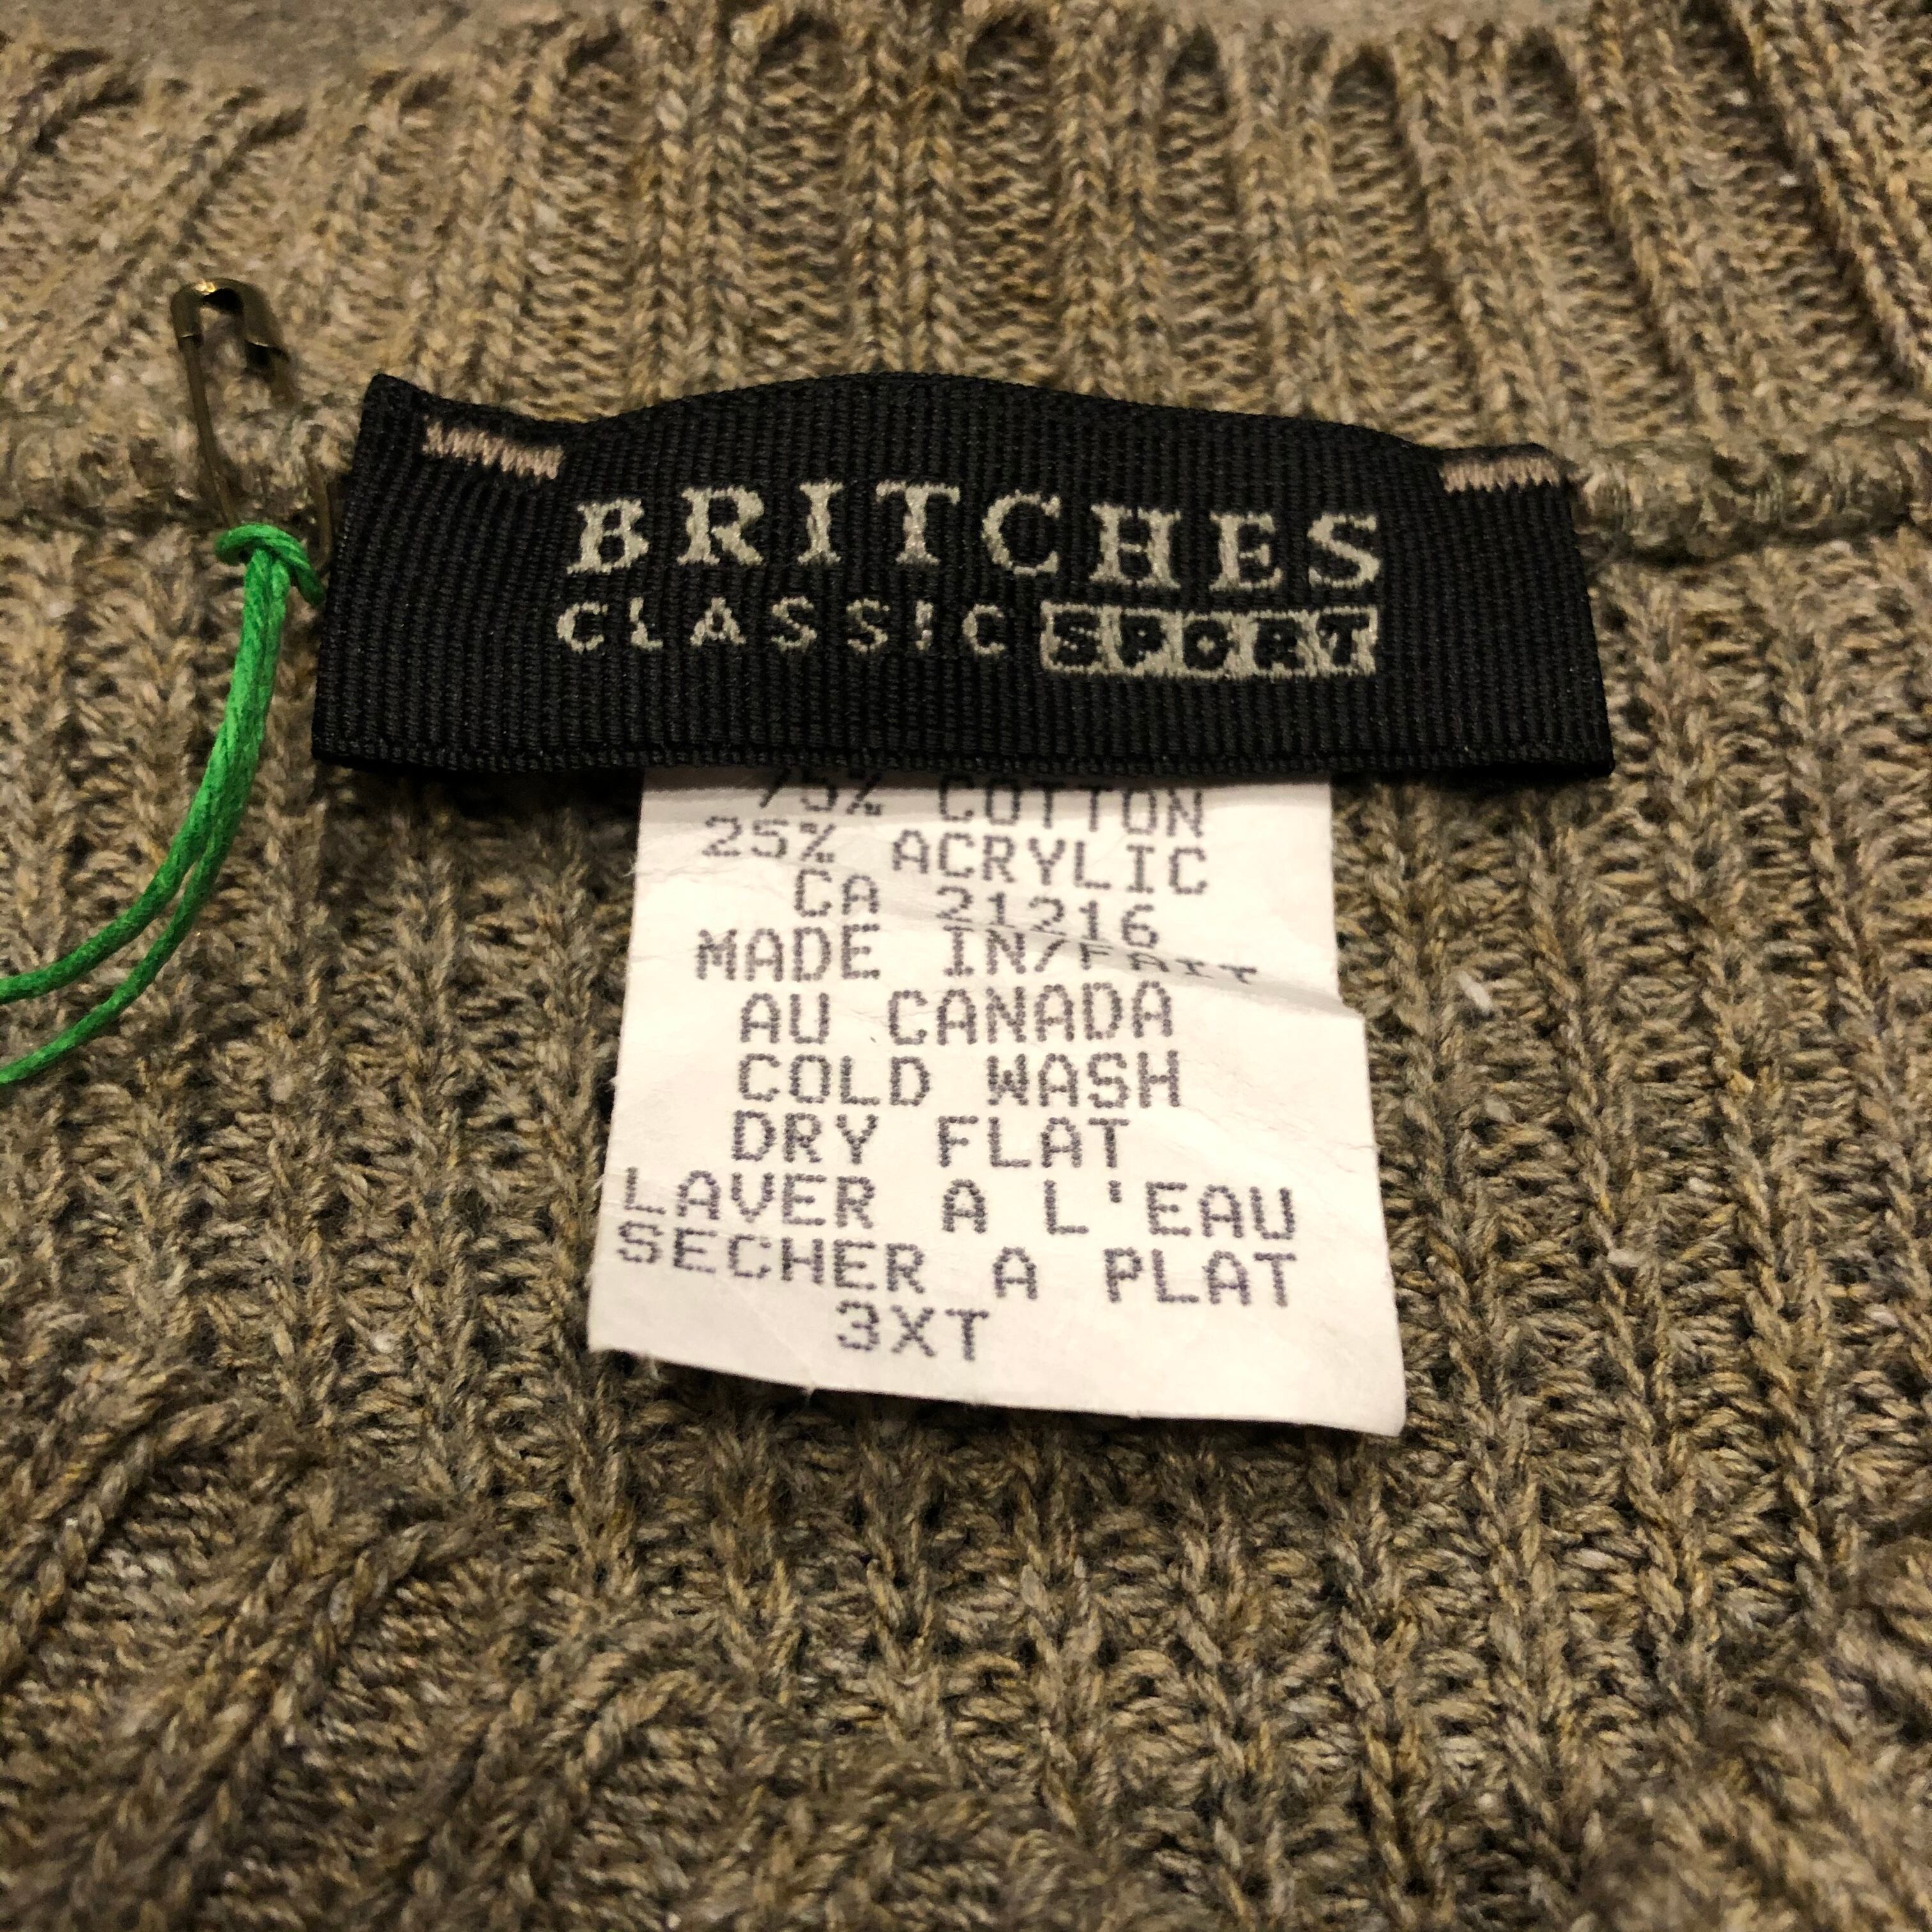 BRITCHES
CLASSIC SPORT
75% COTTON
25% ACRYLIC
CA 21216
MADE IN/FAIT
AU CANADA
COLD WASH
DRY FLAT
LAVER A L'EAU
SECHER A PLAT
3XT